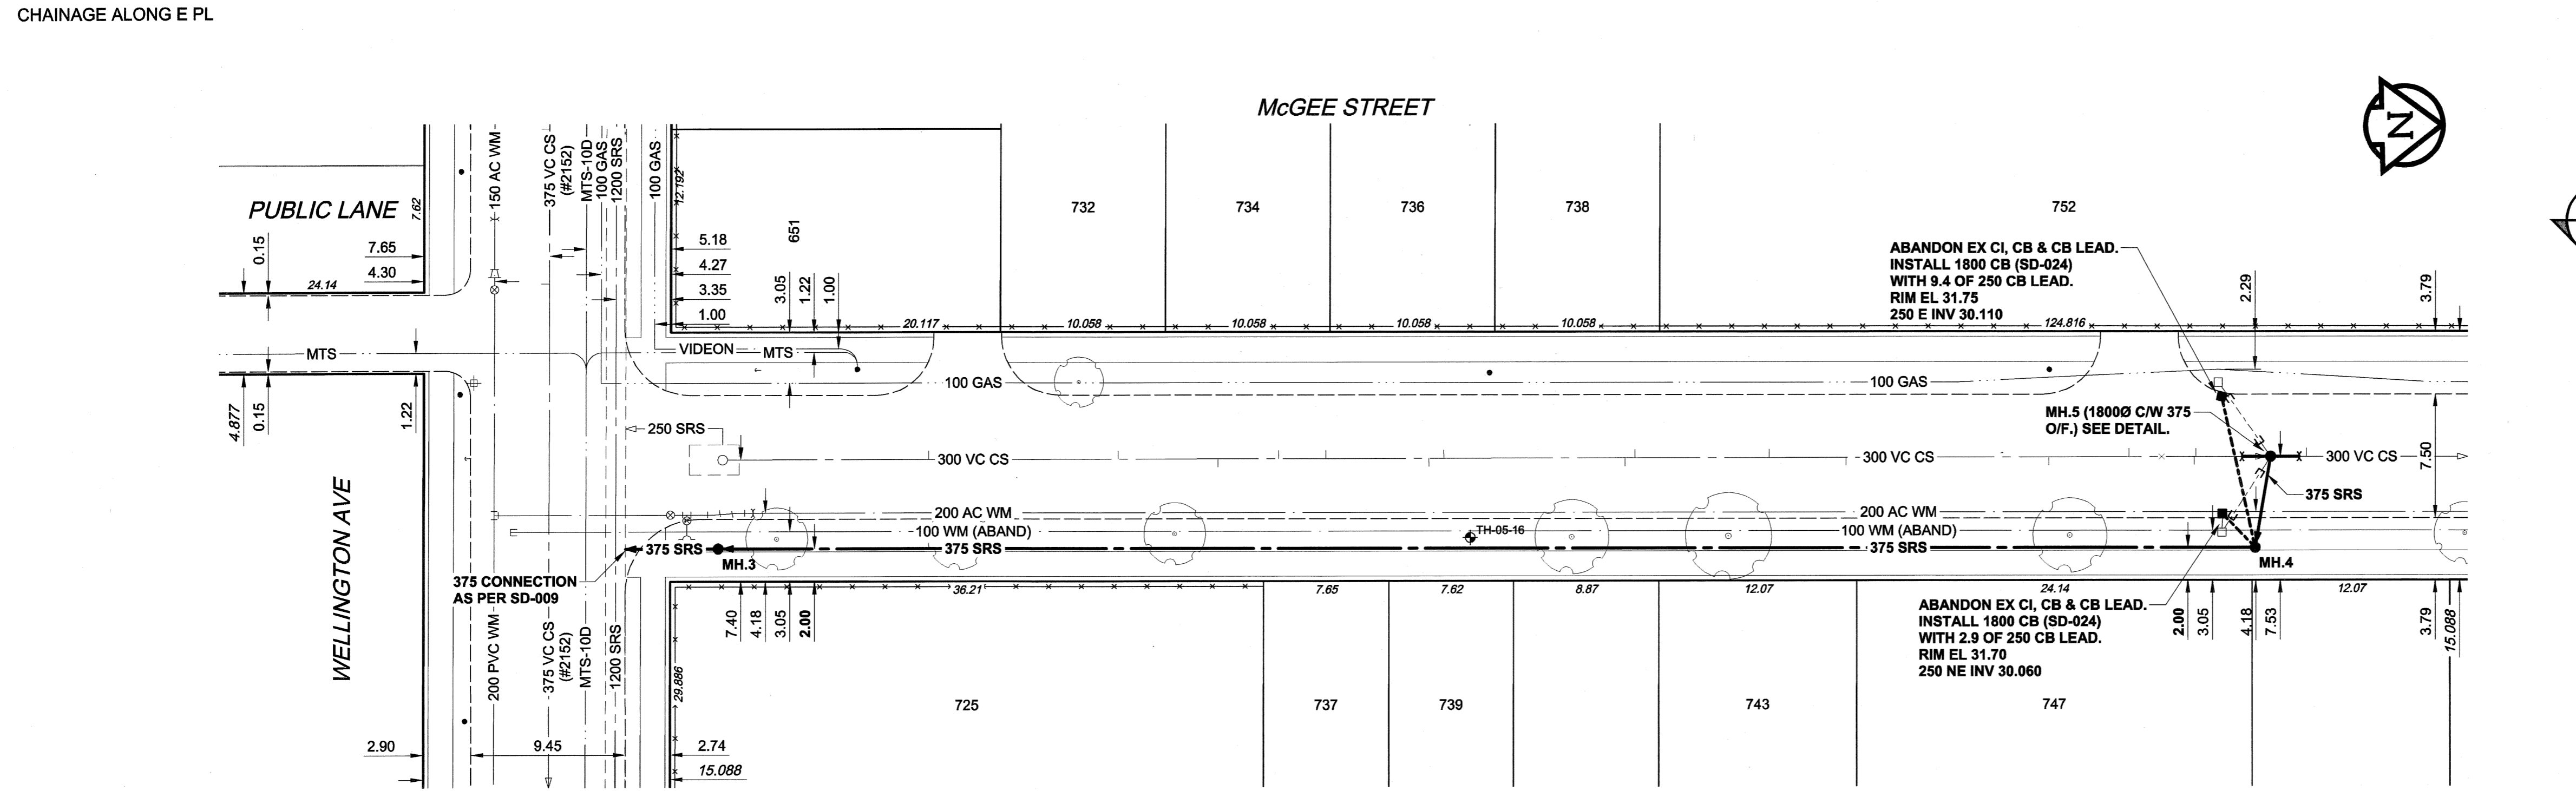 CHAINAGE ALONG E PL
McGEE STREET
N
PUBLIC LANE
7.62
0.15
7.65
4.30
24.14
150 AC WM
375 VC CS
(#2152)
MTS-10D
100 GAS
1200 SRS
100 GAS
12.192
5.18
4.27
3.35
1.00
651
3.05
1.22
1.00
732
734
736
738
752
20.117
10.058
10.058
10.058
10.058
124.816
ABANDON EX CI, CB & CB LEAD.
INSTALL 1800 CB (SD-024)
WITH 9.4 OF 250 CB LEAD.
RIM EL 31.75
250 E INV 30.110
2.29
3.79
MTS
VIDEON
MTS
100 GAS
100 GAS
4.877
0.15
1.22
MH.5 (1800Ø C/W 375
O/F.) SEE DETAIL.
250 SRS
300 VC CS
300 VC CS
300 VC CS
7.50
375 SRS
WELLINGTON AVE
200 AC WM
200 AC WM
100 WM (ABAND)
TH-05-16
100 WM (ABAND)
375 SRS
375 SRS
375 SRS
MH.3
MH.4
375 CONNECTION
AS PER SD-009
36.21
7.65
7.62
8.87
12.07
24.14
12.07
7.40
4.18
3.05
2.00
2.00
3.05
4.18
7.53
3.79
15.088
ABANDON EX CI, CB & CB LEAD.
INSTALL 1800 CB (SD-024)
WITH 2.9 OF 250 CB LEAD.
RIM EL 31.70
250 NE INV 30.060
200 PVC WM
375 VC CS
(#2152)
MTS-10D
1200 SRS
29.886
725
737
739
743
747
2.90
9.45
2.74
15.088